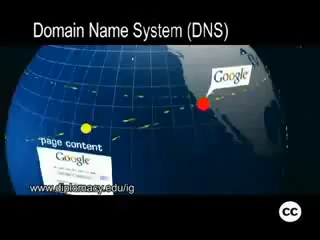 Domain Name System (DNS)
Google
page content
Google
www.diplomacy.edu/ig
cc